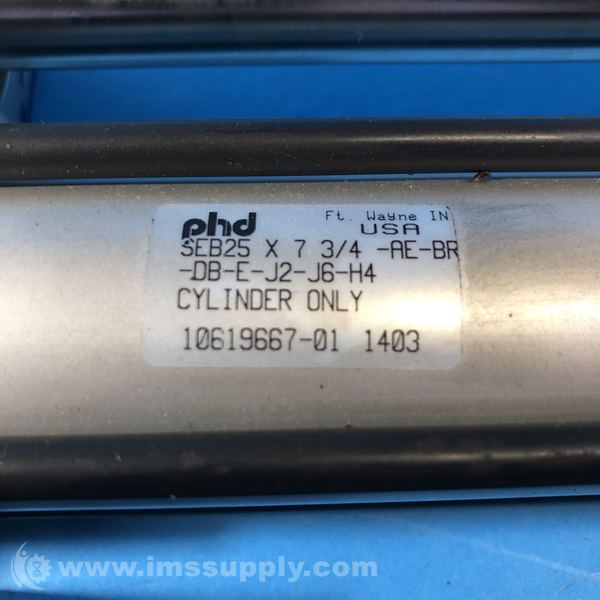 phd Ft. Wayne IN
USA
SEB25 X 7 3/4 -AE-BR
-DB-E-J2-J6-H4
CYLINDER ONLY
10619667-01 1403
www.imssupply.com